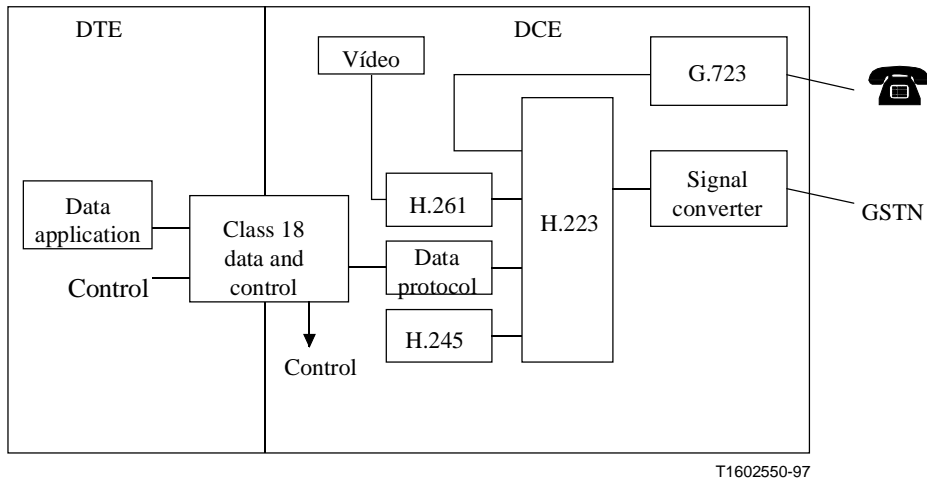 DTE
DCE
Vídeo
G.723
Data
application
Control
Class 18
data and
control
Control
H.261
Data
protocol
H.245
H.223
Signal
converter
GSTN
T1602550-97